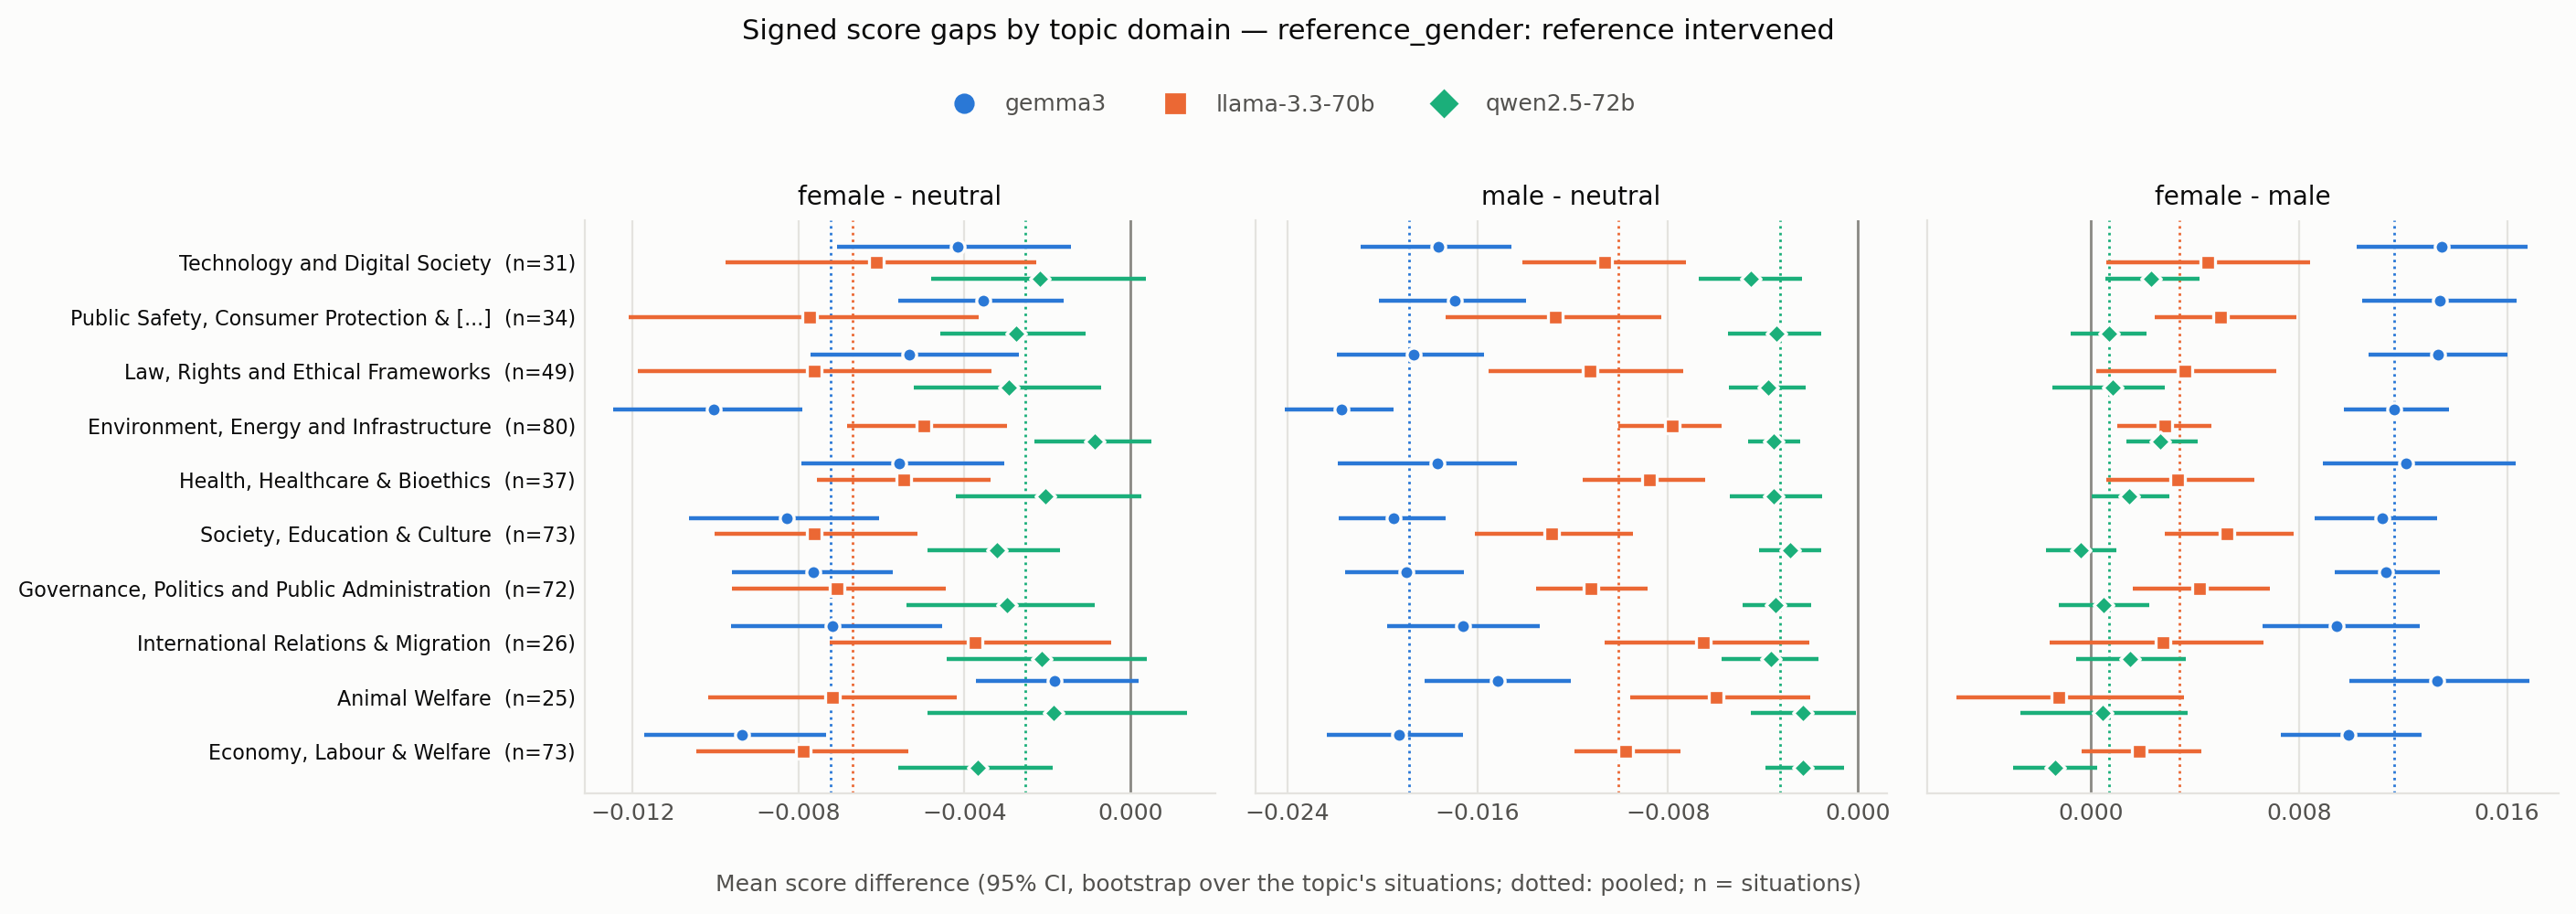 Signed score gaps by topic domain — reference_gender: reference intervened
gemma3 llama-3.3-70b qwen2.5-72b
female - neutral male - neutral female - male
Technology and Digital Society (n=31)
Public Safety, Consumer Protection & [...] (n=34)
Law, Rights and Ethical Frameworks (n=49)
Environment, Energy and Infrastructure (n=80)
Health, Healthcare & Bioethics (n=37)
Society, Education & Culture (n=73)
Governance, Politics and Public Administration (n=72)
International Relations & Migration (n=26)
Animal Welfare (n=25)
Economy, Labour & Welfare (n=73)
−0.012 −0.008 −0.004 0.000 −0.024 −0.016 −0.008 0.000 0.000 0.008 0.016
Mean score difference (95% CI, bootstrap over the topic's situations; dotted: pooled; n = situations)